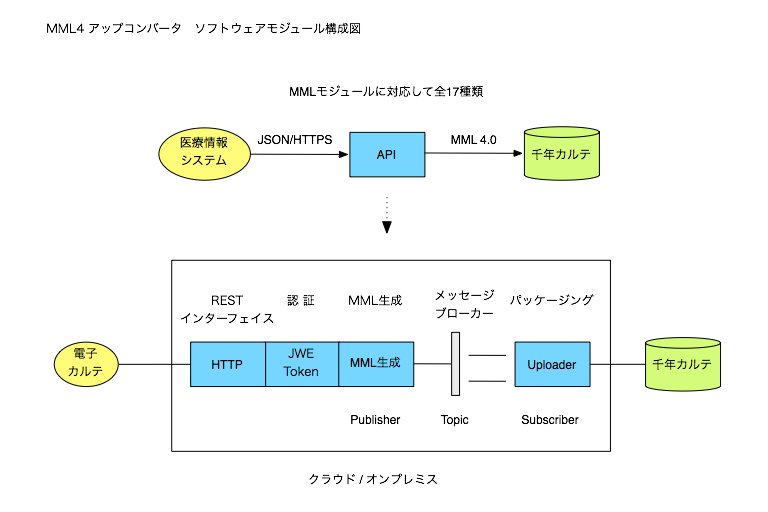 MML4 アップコンバータ　ソフトウェアモジュール構成図
MMLモジュールに対応して全17種類
医療情報
システム
JSON/HTTPS
API
MML 4.0
千年カルテ
REST
インターフェイス
認 証
MML生成
メッセージ
ブローカー
パッケージング
電子
カルテ
HTTP
JWE
Token
MML生成
Uploader
千年カルテ
Publisher
Topic
Subscriber
クラウド / オンプレミス